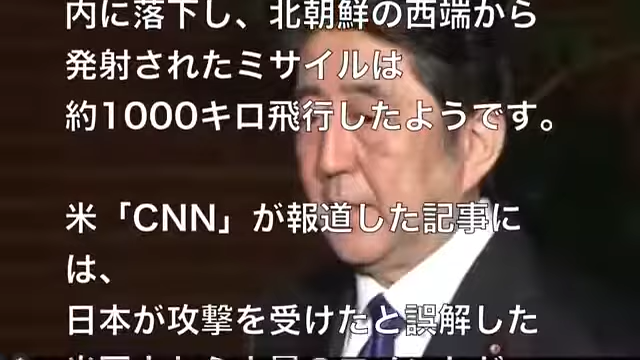 内に落下し、北朝鮮の西端から
発射されたミサイルは
約1000キロ飛行したようです。
米「CNN」が報道した記事に
は、
日本が攻撃を受けたと誤解した